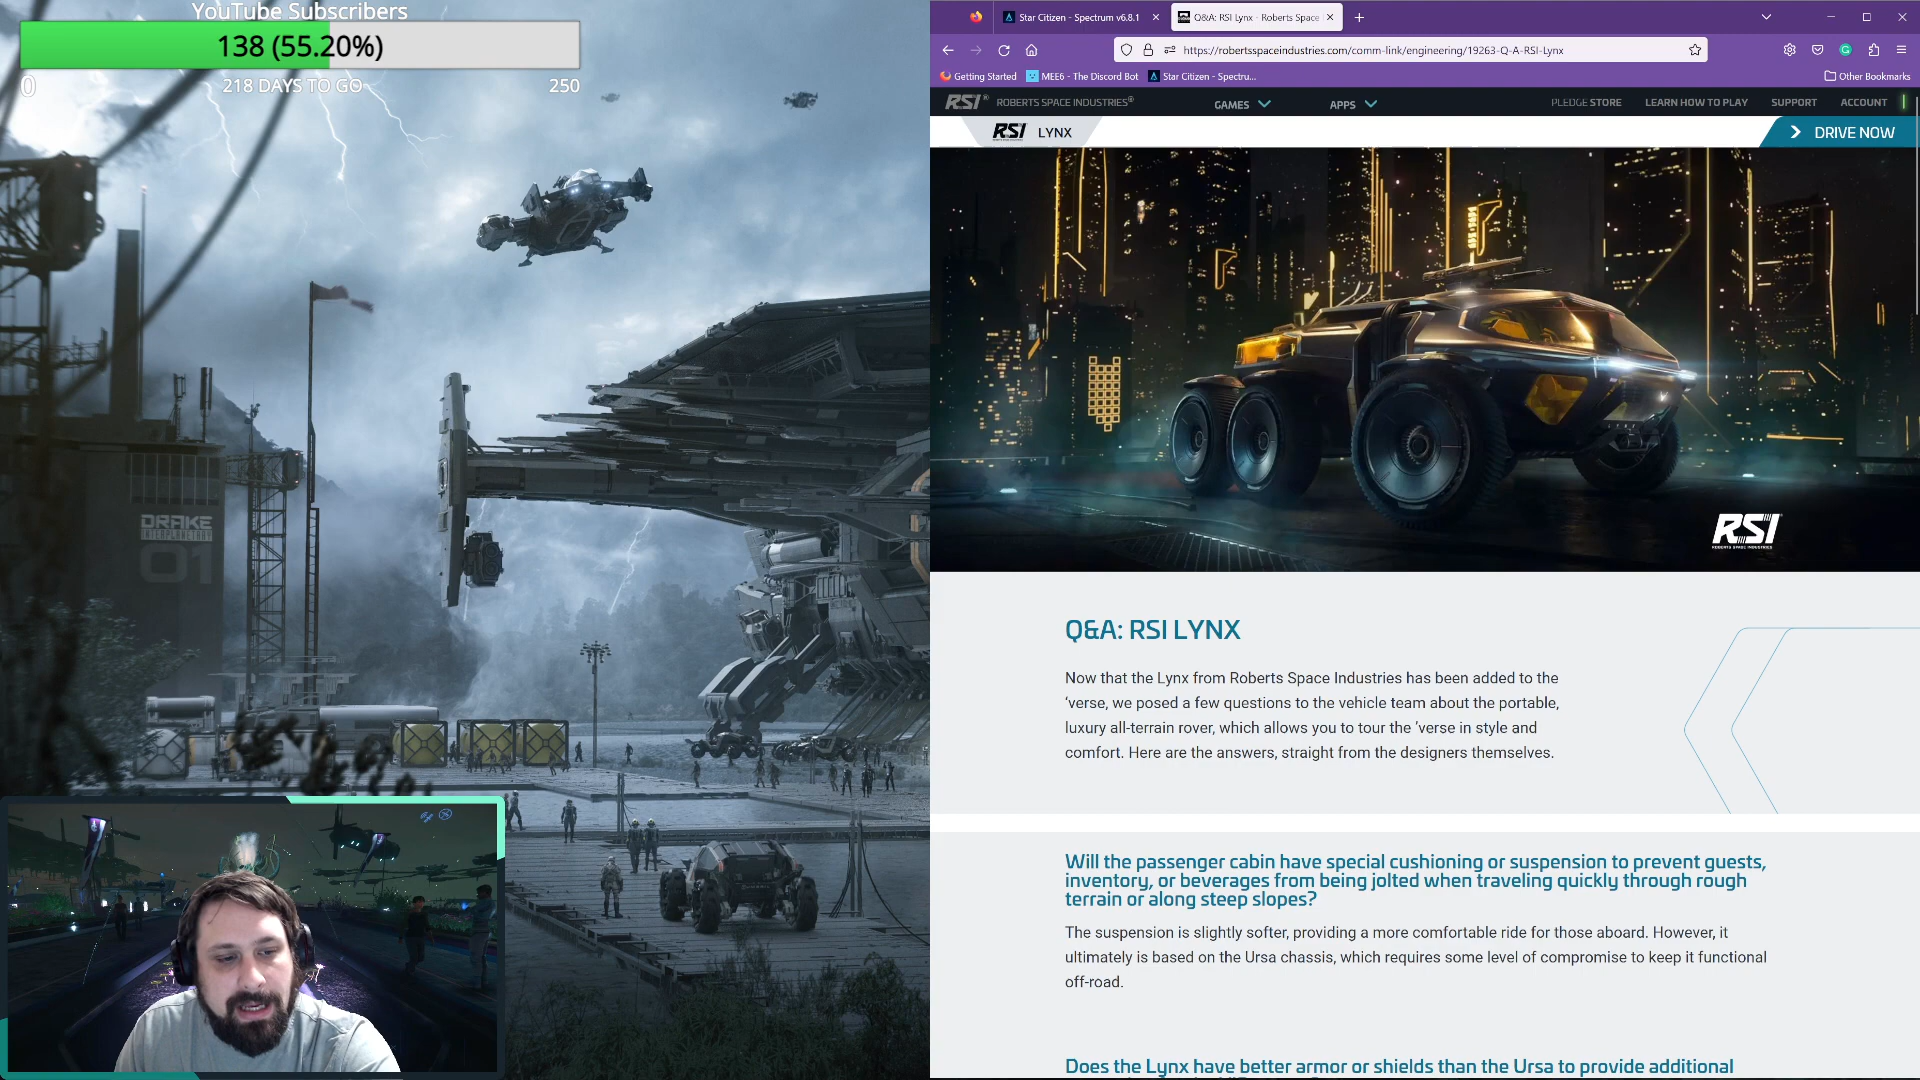 YouTube Subscribers
138 (55.20%)
0
218 DAYS TO GO
250
DRAKE
INTERPLANETARY
01
Star Citizen - Spectrum v6.8.1
Q&A: RSI Lynx - Roberts Space
https://robertsspaceindustries.com/comm-link/engineering/19263-Q-A-RSI-Lynx
Getting Started
MEE6 - The Discord Bot
Star Citizen - Spectru...
Other Bookmarks
RSI ROBERTS SPACE INDUSTRIES®
GAMES
APPS
PLEDGE STORE
LEARN HOW TO PLAY
SUPPORT
ACCOUNT
RSI LYNX
DRIVE NOW
RSI
ROBERTS SPACE INDUSTRIES
Q&A: RSI LYNX
Now that the Lynx from Roberts Space Industries has been added to the
‘verse, we posed a few questions to the vehicle team about the portable,
luxury all-terrain rover, which allows you to tour the ‘verse in style and
comfort. Here are the answers, straight from the designers themselves.
Will the passenger cabin have special cushioning or suspension to prevent guests,
inventory, or beverages from being jolted when traveling quickly through rough
terrain or along steep slopes?
The suspension is slightly softer, providing a more comfortable ride for those aboard. However, it
ultimately is based on the Ursa chassis, which requires some level of compromise to keep it functional
off-road.
Does the Lynx have better armor or shields than the Ursa to provide additional